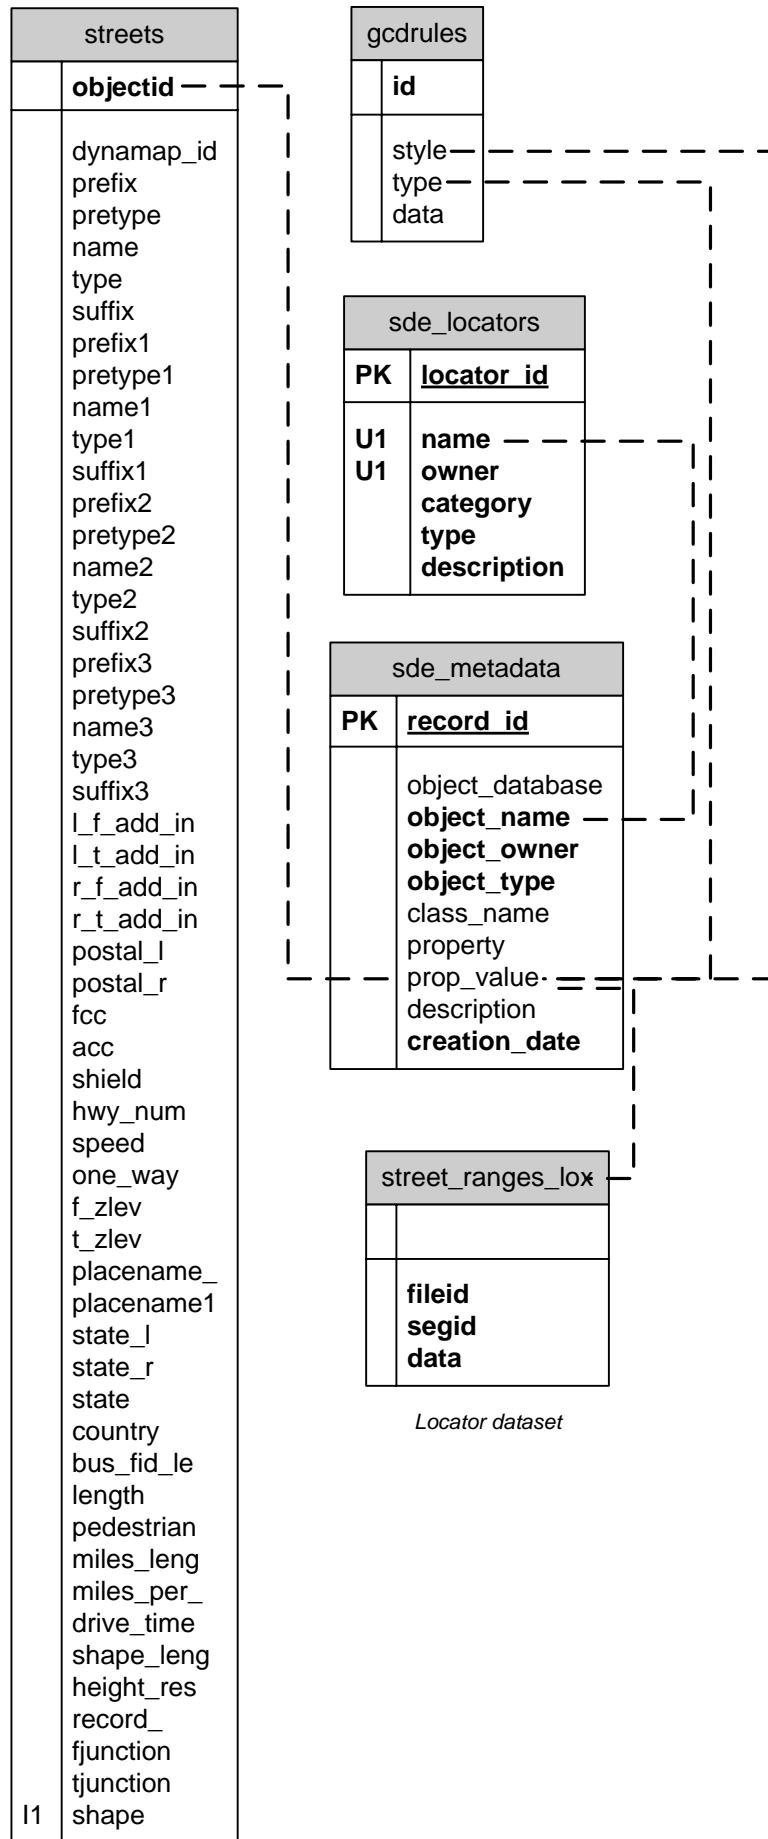 streets
objectid
dynamap_id
prefix
pretype
name
type
suffix
prefix1
pretype1
name1
type1
suffix1
prefix2
pretype2
name2
type2
suffix2
prefix3
pretype3
name3
type3
suffix3
l_f_add_in
l_t_add_in
r_f_add_in
r_t_add_in
postal_l
postal_r
fcc
acc
shield
hwy_num
speed
one_way
f_zlev
t_zlev
placename_
placename1
state_l
state_r
state
country
bus_fid_le
length
pedestrian
miles_leng
miles_per_
drive_time
shape_leng
height_res
record_
fjunction
tjunction
I1 shape
gcdrules
id
style
type
data
sde_locators
PK locator_id
U1 name
U1 owner
category
type
description
sde_metadata
PK record_id
object_database
object_name
object_owner
object_type
class_name
property
prop_value
description
creation_date
street_ranges_lox
fileid
segid
data
Locator dataset